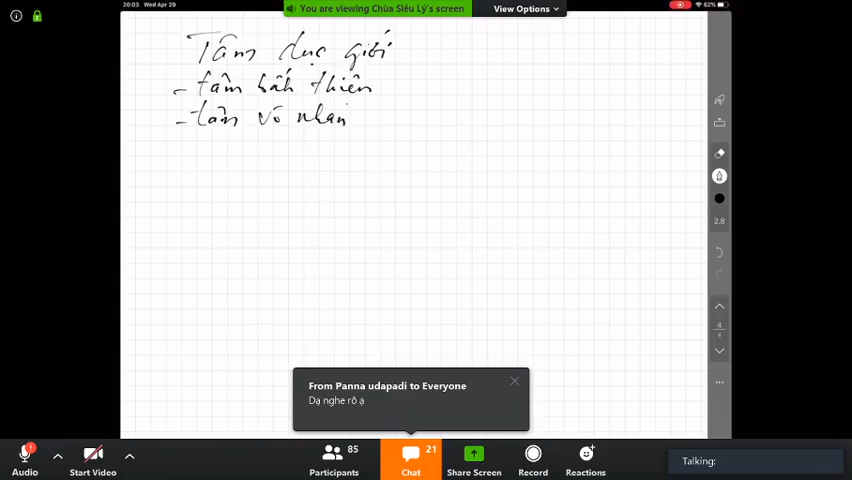 20:03 Wed Apr 29
You are viewing Chùa Siêu Lý's screen
View Options
62%
Tâm dục giới
- tâm bất thiện
- tâm vô nhân
2.8
4
4
From Panna udapadi to Everyone
Dạ nghe rõ ạ
85
21
Audio
Start Video
Participants
Chat
Share Screen
Record
Reactions
Talking: